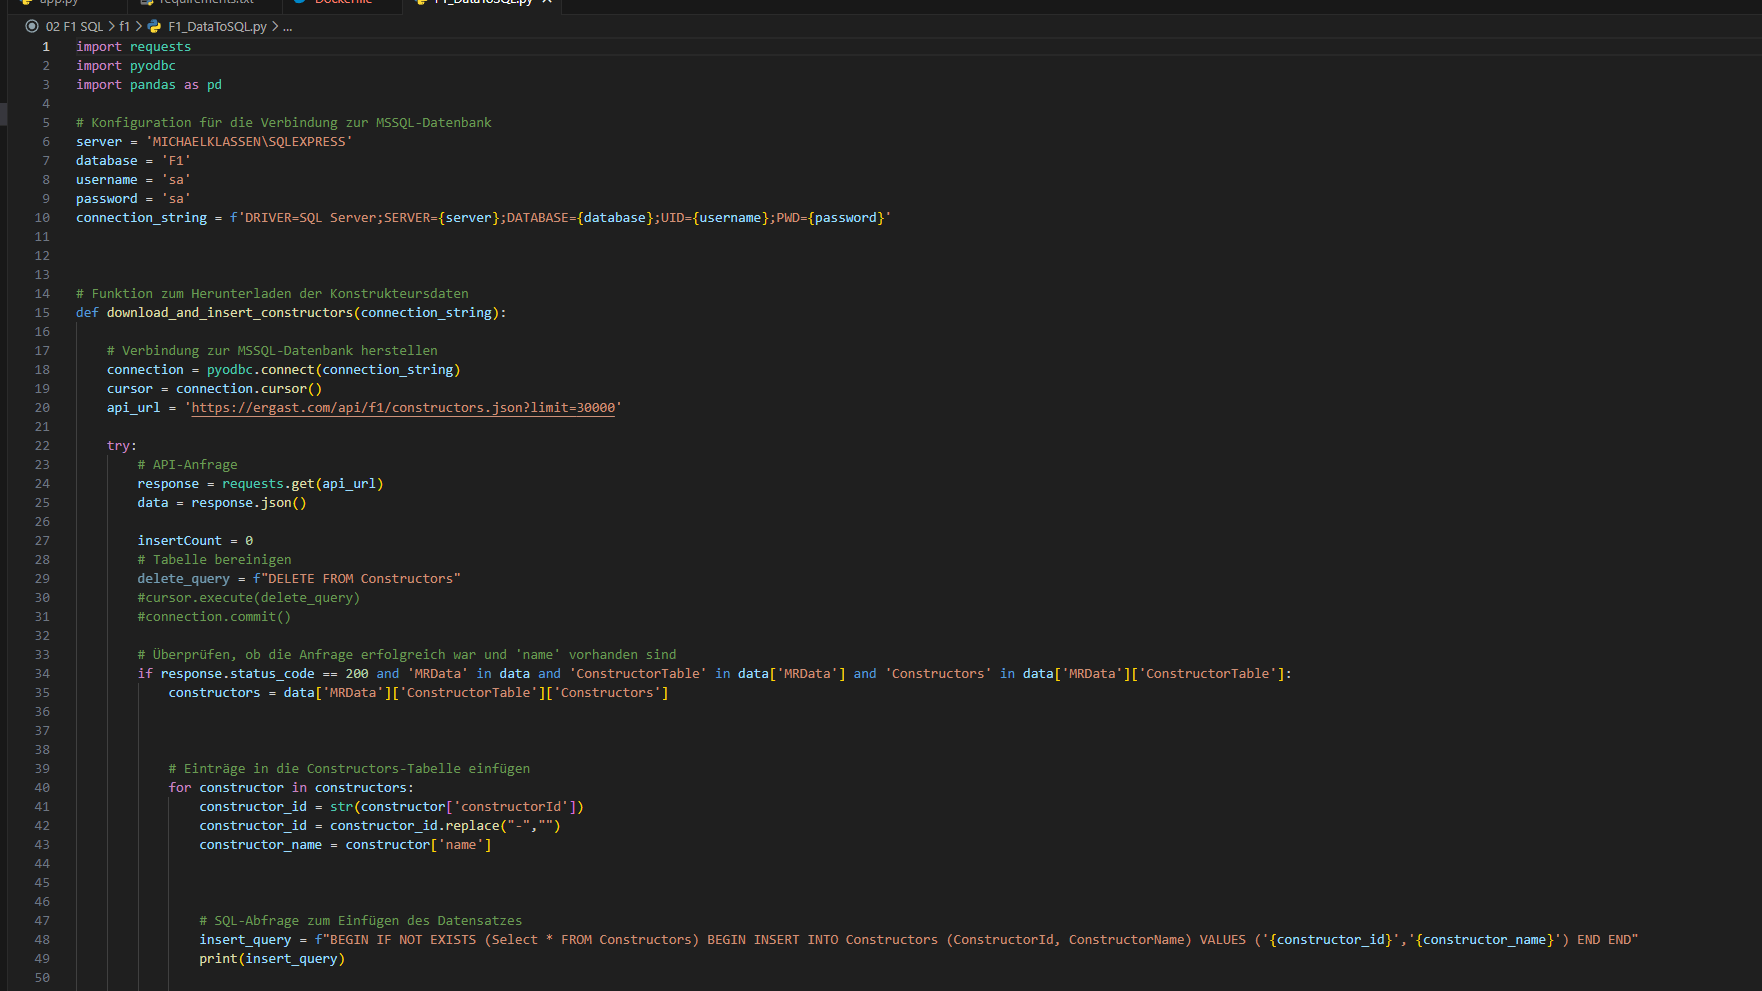 app.py requirements.txt Dockerfile F1_DataToSQL.py
02 F1 SQL > f1 > F1_DataToSQL.py > ...
1 import requests
2 import pyodbc
3 import pandas as pd
4
5 # Konfiguration für die Verbindung zur MSSQL-Datenbank
6 server = 'MICHAELKLASSEN\SQLEXPRESS'
7 database = 'F1'
8 username = 'sa'
9 password = 'sa'
10 connection_string = f'DRIVER=SQL Server;SERVER={server};DATABASE={database};UID={username};PWD={password}'
11
12
13
14 # Funktion zum Herunterladen der Konstrukteursdaten
15 def download_and_insert_constructors(connection_string):
16
17 # Verbindung zur MSSQL-Datenbank herstellen
18 connection = pyodbc.connect(connection_string)
19 cursor = connection.cursor()
20 api_url = 'https://ergast.com/api/f1/constructors.json?limit=30000'
21
22 try:
23 # API-Anfrage
24 response = requests.get(api_url)
25 data = response.json()
26
27 insertCount = 0
28 # Tabelle bereinigen
29 delete_query = f"DELETE FROM Constructors"
30 #cursor.execute(delete_query)
31 #connection.commit()
32
33 # Überprüfen, ob die Anfrage erfolgreich war und 'name' vorhanden sind
34 if response.status_code == 200 and 'MRData' in data and 'ConstructorTable' in data['MRData'] and 'Constructors' in data['MRData']['ConstructorTable']:
35 constructors = data['MRData']['ConstructorTable']['Constructors']
36
37
38
39 # Einträge in die Constructors-Tabelle einfügen
40 for constructor in constructors:
41 constructor_id = str(constructor['constructorId'])
42 constructor_id = constructor_id.replace("-","")
43 constructor_name = constructor['name']
44
45
46
47 # SQL-Abfrage zum Einfügen des Datensatzes
48 insert_query = f"BEGIN IF NOT EXISTS (Select * FROM Constructors) BEGIN INSERT INTO Constructors (ConstructorId, ConstructorName) VALUES ('{constructor_id}','{constructor_name}') END END"
49 print(insert_query)
50